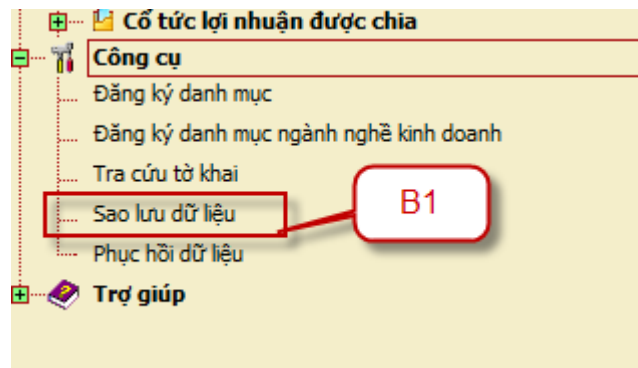 Cổ tức lợi nhuận được chia
Công cụ
Đăng ký danh mục
Đăng ký danh mục ngành nghề kinh doanh
Tra cứu tờ khai
Sao lưu dữ liệu
B1
Phục hồi dữ liệu
Trợ giúp